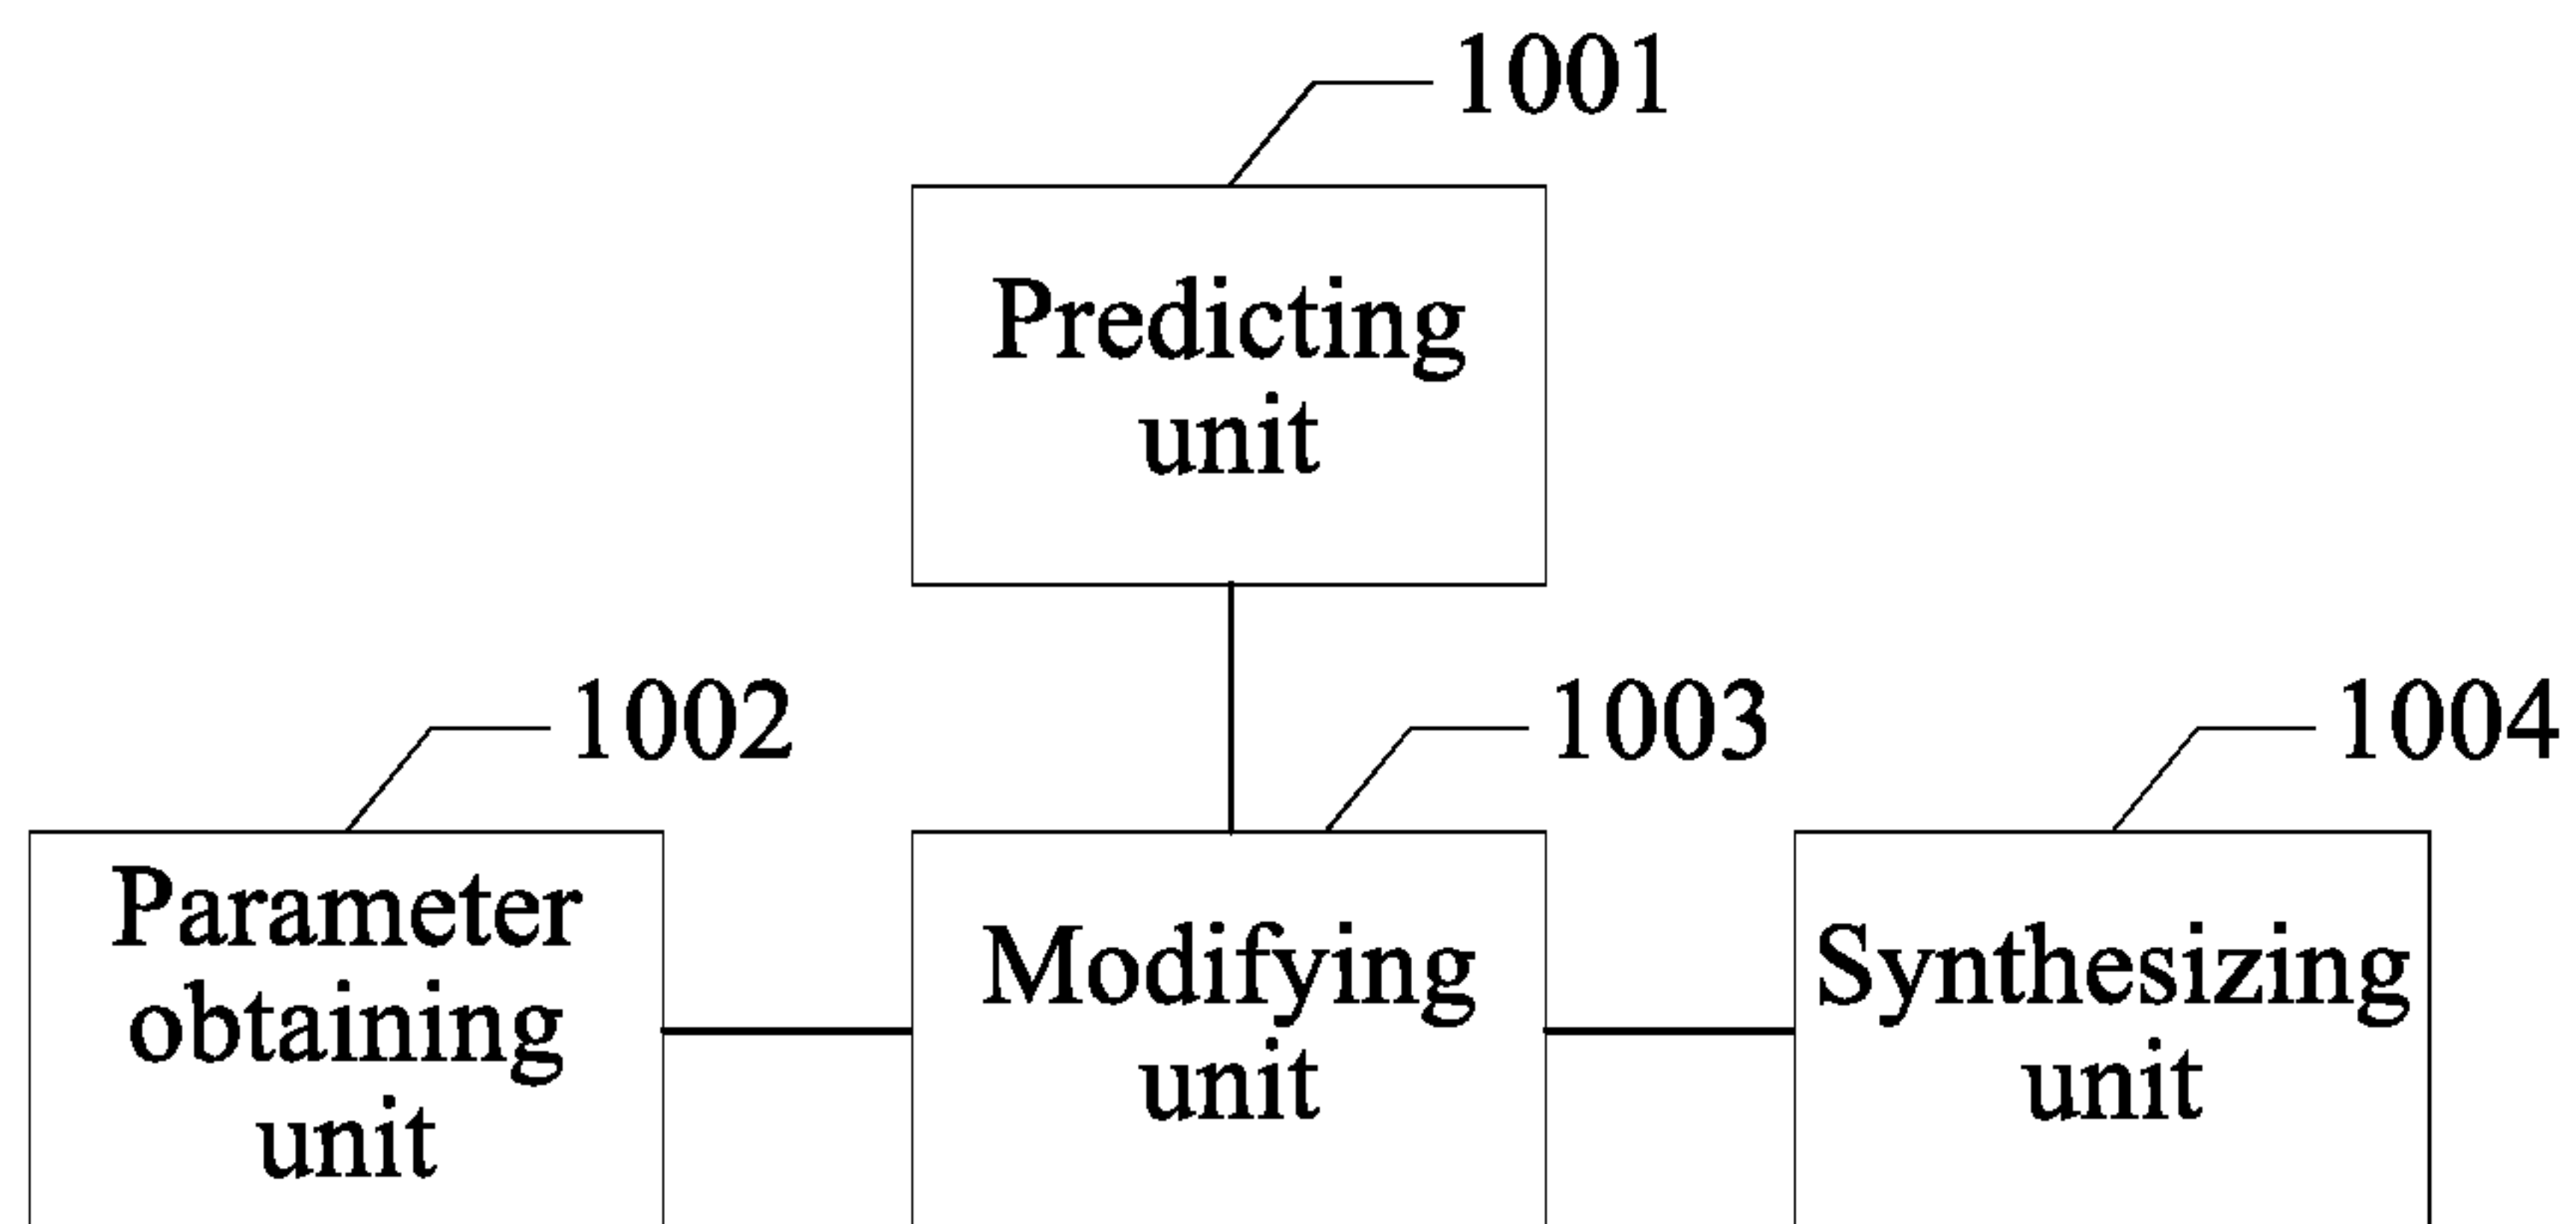 1001
Predicting
unit
1002
1003
1004
Parameter
obtaining
unit
Modifying
unit
Synthesizing
unit